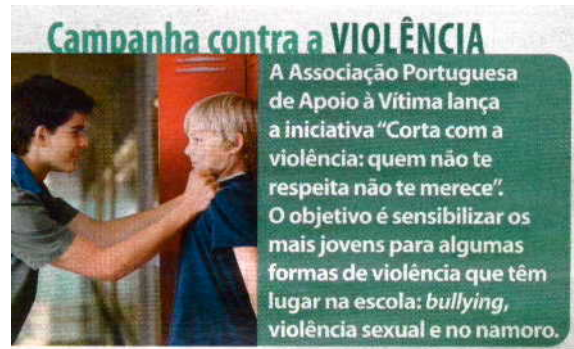 Campanha contra a VIOLÊNCIA
A Associação Portuguesa
de Apoio à Vítima lança
a iniciativa “Corta com a
violência: quem não te
respeita não te merece”.
O objetivo é sensibilizar os
mais jovens para algumas
formas de violência que têm
lugar na escola: bullying,
violência sexual e no namoro.